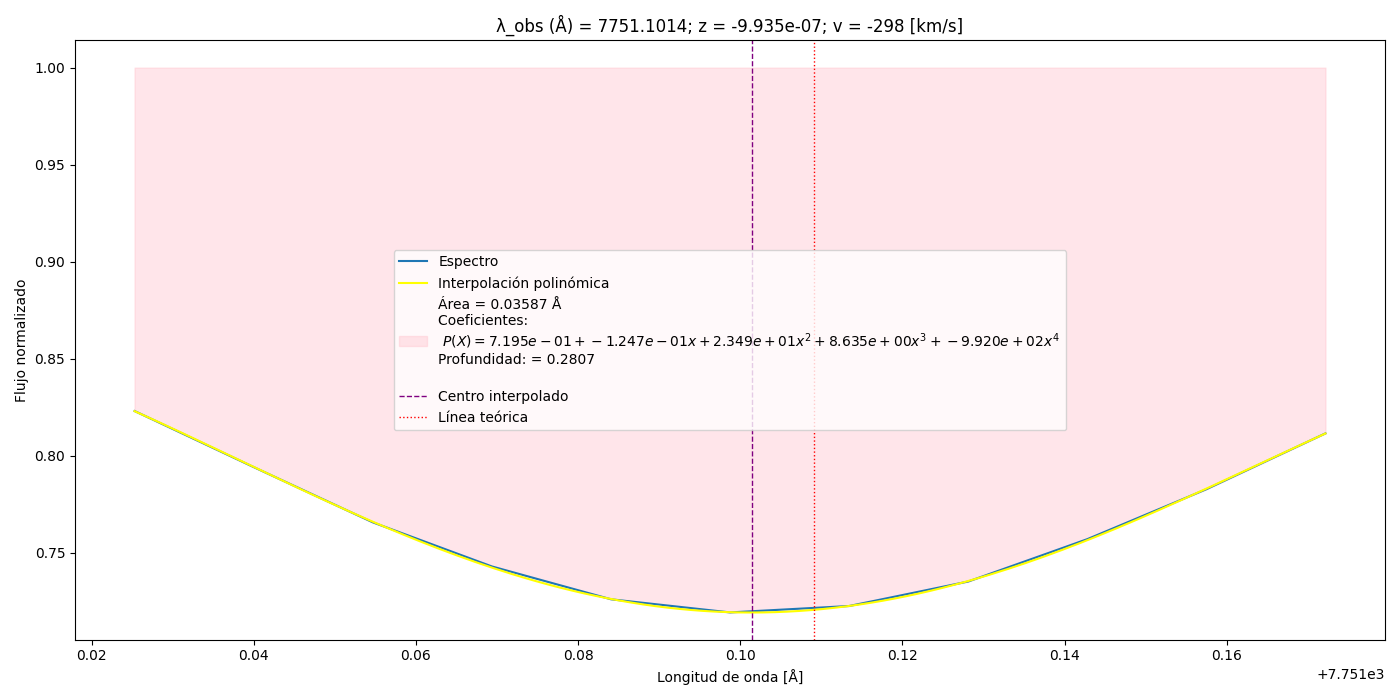 λ_obs (Å) = 7751.1014; z = -9.935e-07; v = -298 [km/s]
Flujo normalizado
1.00
0.95
0.90
0.85
0.80
0.75
Espectro
Interpolación polinómica
Área = 0.03587 Å
Coeficientes:
P(X) = 7.195e − 01 + −1.247e − 01x + 2.349e + 01x² + 8.635e + 00x³ + −9.920e + 02x⁴
Profundidad: = 0.2807
Centro interpolado
Línea teórica
0.02 0.04 0.06 0.08 0.10 0.12 0.14 0.16
+7.751e3
Longitud de onda [Å]